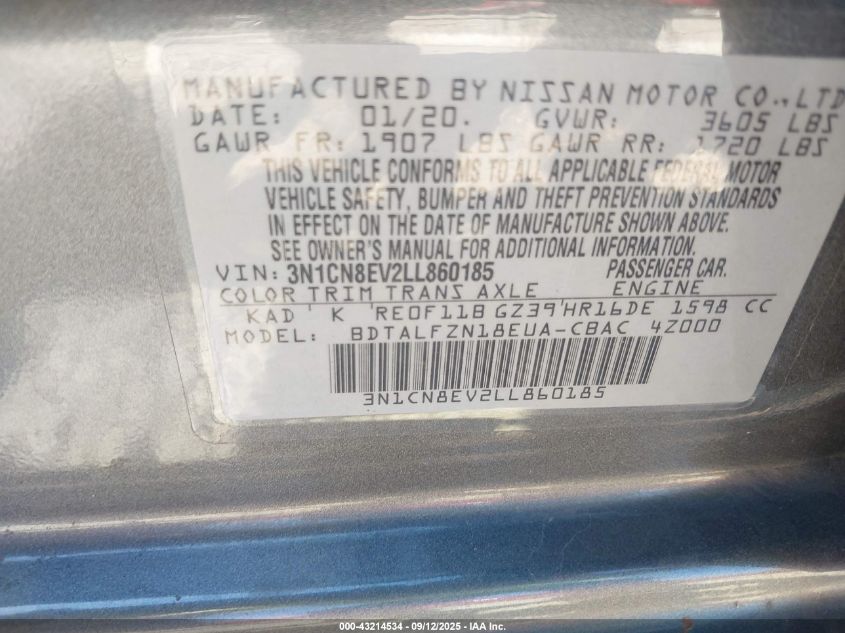 MANUFACTURED BY NISSAN MOTOR CO., LTD
DATE: 01/20. GVWR: 3605 LBS
GAWR FR: 1907 LBS GAWR RR: 1720 LBS
THIS VEHICLE CONFORMS TO ALL APPLICABLE FEDERAL MOTOR
VEHICLE SAFETY, BUMPER AND THEFT PREVENTION STANDARDS
IN EFFECT ON THE DATE OF MANUFACTURE SHOWN ABOVE.
SEE OWNER'S MANUAL FOR ADDITIONAL INFORMATION.
VIN: 3N1CN8EV2LL860185 PASSENGER CAR.
COLOR TRIM TRANS AXLE ENGINE
KAD K RE0F11B GZ39 HR16DE 1598 CC
MODEL: BDTALFZN18EUA-CBAC 4Z000
3N1CN8EV2LL860185
000-43214534 - 09/12/2025 - IAA Inc.